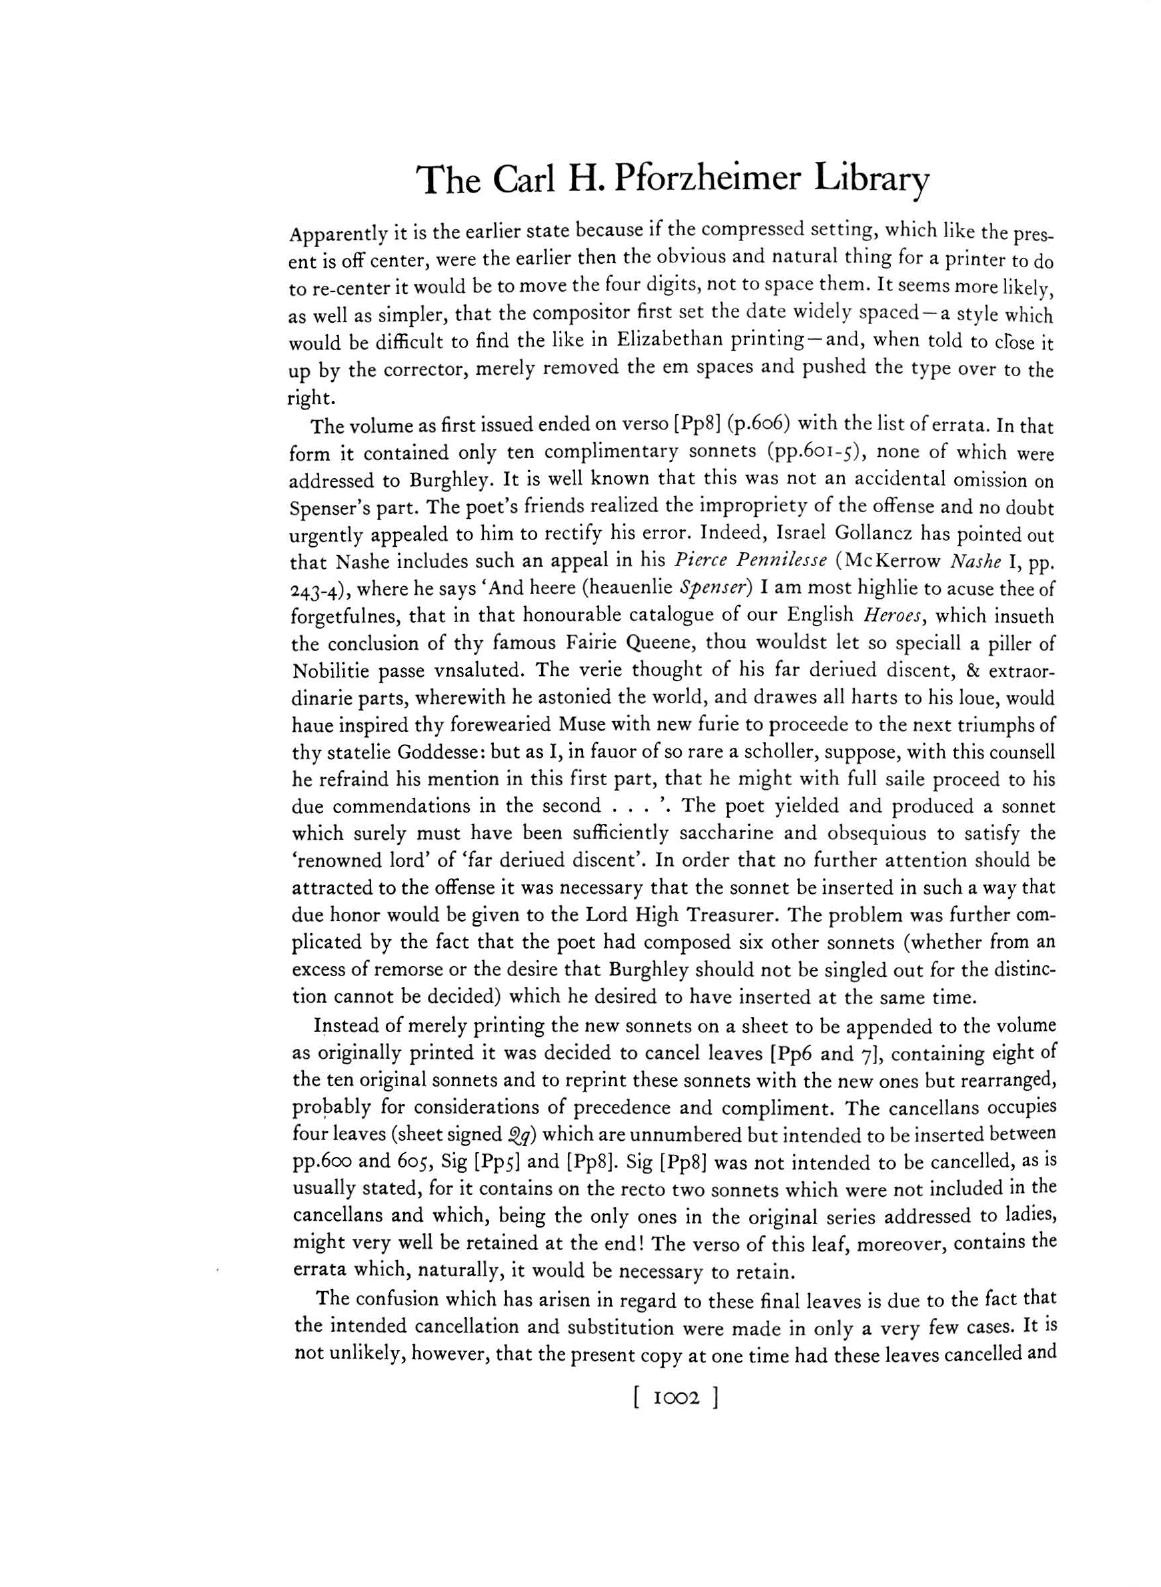 The Carl H. Pforzheimer Library
Apparently it is the earlier state because if the compressed setting, which like the pres-
ent is off center, were the earlier then the obvious and natural thing for a printer to do
to re-center it would be to move the four digits, not to space them. It seems more likely,
as well as simpler, that the compositor first set the date widely spaced—a style which
would be difficult to find the like in Elizabethan printing—and, when told to close it
up by the corrector, merely removed the em spaces and pushed the type over to the
right.
The volume as first issued ended on verso [Pp8] (p.606) with the list of errata. In that
form it contained only ten complimentary sonnets (pp.601-5), none of which were
addressed to Burghley. It is well known that this was not an accidental omission on
Spenser's part. The poet's friends realized the impropriety of the offense and no doubt
urgently appealed to him to rectify his error. Indeed, Israel Gollancz has pointed out
that Nashe includes such an appeal in his Pierce Pennilesse (McKerrow Nashe I, pp.
243-4), where he says 'And heere (heauenlie Spenser) I am most highlie to acuse thee of
forgetfulnes, that in that honourable catalogue of our English Heroes, which insueth
the conclusion of thy famous Fairie Queene, thou wouldst let so speciall a piller of
Nobilitie passe vnsaluted. The verie thought of his far deriued discent, & extraor-
dinarie parts, wherewith he astonied the world, and drawes all harts to his loue, would
haue inspired thy forewearied Muse with new furie to proceede to the next triumphs of
thy statelie Goddesse: but as I, in fauor of so rare a scholler, suppose, with this counsell
he refraind his mention in this first part, that he might with full saile proceed to his
due commendations in the second . . . '. The poet yielded and produced a sonnet
which surely must have been sufficiently saccharine and obsequious to satisfy the
'renowned lord' of 'far deriued discent'. In order that no further attention should be
attracted to the offense it was necessary that the sonnet be inserted in such a way that
due honor would be given to the Lord High Treasurer. The problem was further com-
plicated by the fact that the poet had composed six other sonnets (whether from an
excess of remorse or the desire that Burghley should not be singled out for the distinc-
tion cannot be decided) which he desired to have inserted at the same time.
Instead of merely printing the new sonnets on a sheet to be appended to the volume
as originally printed it was decided to cancel leaves [Pp6 and 7], containing eight of
the ten original sonnets and to reprint these sonnets with the new ones but rearranged,
probably for considerations of precedence and compliment. The cancellans occupies
four leaves (sheet signed Qq) which are unnumbered but intended to be inserted between
pp.600 and 605, Sig [Pp5] and [Pp8]. Sig [Pp8] was not intended to be cancelled, as is
usually stated, for it contains on the recto two sonnets which were not included in the
cancellans and which, being the only ones in the original series addressed to ladies,
might very well be retained at the end! The verso of this leaf, moreover, contains the
errata which, naturally, it would be necessary to retain.
The confusion which has arisen in regard to these final leaves is due to the fact that
the intended cancellation and substitution were made in only a very few cases. It is
not unlikely, however, that the present copy at one time had these leaves cancelled and
[ 1002 ]